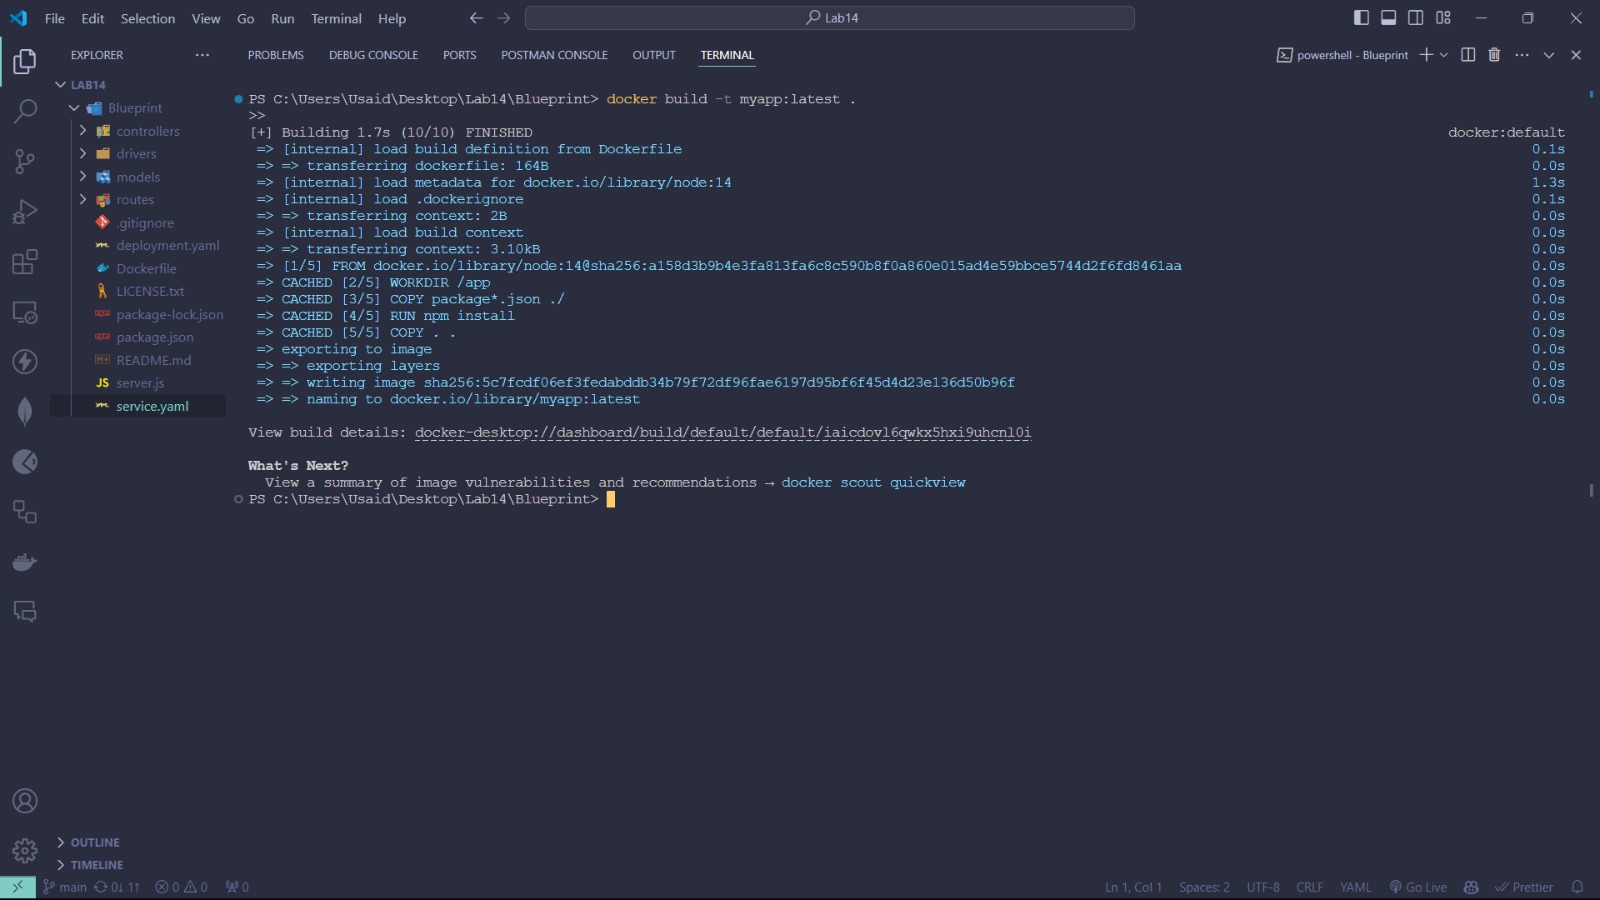 File Edit Selection View Go Run Terminal Help
Lab14
EXPLORER
LAB14
Blueprint
controllers
drivers
models
routes
.gitignore
deployment.yaml
Dockerfile
LICENSE.txt
package-lock.json
package.json
README.md
JS server.js
service.yaml
OUTLINE
TIMELINE
PROBLEMS DEBUG CONSOLE PORTS POSTMAN CONSOLE OUTPUT TERMINAL
powershell - Blueprint
PS C:\Users\Usaid\Desktop\Lab14\Blueprint> docker build -t myapp:latest .
>>
[+] Building 1.7s (10/10) FINISHED docker:default
=> [internal] load build definition from Dockerfile 0.1s
=> => transferring dockerfile: 164B 0.0s
=> [internal] load metadata for docker.io/library/node:14 1.3s
=> [internal] load .dockerignore 0.1s
=> => transferring context: 2B 0.0s
=> [internal] load build context 0.0s
=> => transferring context: 3.10kB 0.0s
=> [1/5] FROM docker.io/library/node:14@sha256:a158d3b9b4e3fa813fa6c8c590b8f0a860e015ad4e59bbce5744d2f6fd8461aa 0.0s
=> CACHED [2/5] WORKDIR /app 0.0s
=> CACHED [3/5] COPY package*.json ./ 0.0s
=> CACHED [4/5] RUN npm install 0.0s
=> CACHED [5/5] COPY . . 0.0s
=> exporting to image 0.0s
=> => exporting layers 0.0s
=> => writing image sha256:5c7fcdf06ef3fedabddb34b79f72df96fae6197d95bf6f45d4d23e136d50b96f 0.0s
=> => naming to docker.io/library/myapp:latest 0.0s
View build details: docker-desktop://dashboard/build/default/default/iaicdovl6qwkx5hxi9uhcnl0i
What's Next?
View a summary of image vulnerabilities and recommendations → docker scout quickview
PS C:\Users\Usaid\Desktop\Lab14\Blueprint>
main 0↓ 1↑ 0 0 0 Ln 1, Col 1 Spaces: 2 UTF-8 CRLF YAML Go Live Prettier